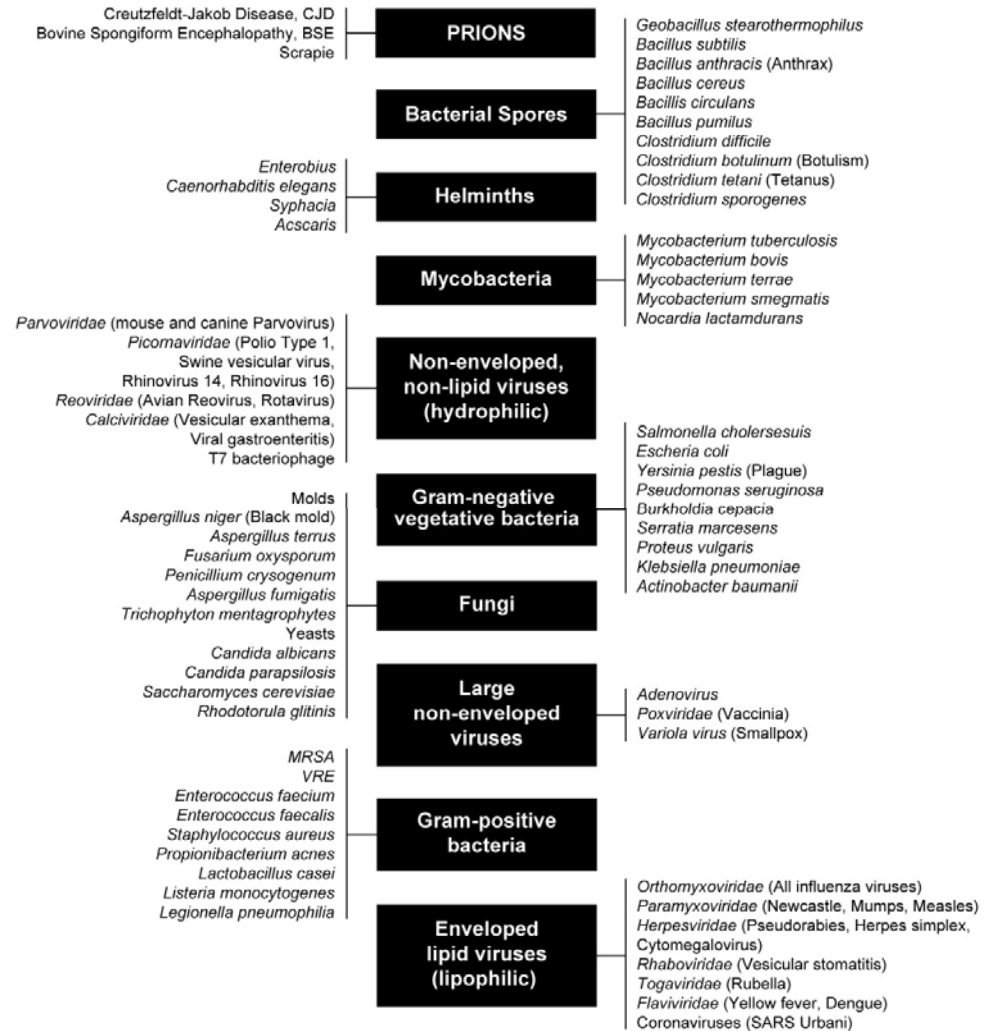 Creutzfeldt-Jakob Disease, CJD
Bovine Spongiform Encephalopathy, BSE
Scrapie
PRIONS
Geobacillus stearothermophilus
Bacillus subtilis
Bacillus anthracis (Anthrax)
Bacillus cereus
Bacillis circulans
Bacillus pumilus
Clostridium difficile
Clostridium botulinum (Botulism)
Clostridium tetani (Tetanus)
Clostridium sporogenes
Bacterial Spores
Enterobius
Caenorhabditis elegans
Syphacia
Acscaris
Helminths
Mycobacteria
Mycobacterium tuberculosis
Mycobacterium bovis
Mycobacterium terrae
Mycobacterium smegmatis
Nocardia lactamdurans
Parvoviridae (mouse and canine Parvovirus)
Picornaviridae (Polio Type 1,
Swine vesicular virus,
Rhinovirus 14, Rhinovirus 16)
Reoviridae (Avian Reovirus, Rotavirus)
Calciviridae (Vesicular exanthema,
Viral gastroenteritis)
T7 bacteriophage
Non-enveloped,
non-lipid viruses
(hydrophilic)
Gram-negative
vegetative bacteria
Salmonella cholersesuis
Escheria coli
Yersinia pestis (Plague)
Pseudomonas seruginosa
Burkholdia cepacia
Serratia marcesens
Proteus vulgaris
Klebsiella pneumoniae
Actinobacter baumanii
Molds
Aspergillus niger (Black mold)
Aspergillus terrus
Fusarium oxysporum
Penicillium crysogenum
Aspergillus fumigatis
Trichophyton mentagrophytes
Yeasts
Candida albicans
Candida parapsilosis
Saccharomyces cerevisiae
Rhodotorula glitinis
Fungi
Large
non-enveloped
viruses
Adenovirus
Poxviridae (Vaccinia)
Variola virus (Smallpox)
MRSA
VRE
Enterococcus faecium
Enterococcus faecalis
Staphylococcus aureus
Propionibacterium acnes
Lactobacillus casei
Listeria monocytogenes
Legionella pneumophilia
Gram-positive
bacteria
Enveloped
lipid viruses
(lipophilic)
Orthomyxoviridae (All influenza viruses)
Paramyxoviridae (Newcastle, Mumps, Measles)
Herpesviridae (Pseudorabies, Herpes simplex,
Cytomegalovirus)
Rhaboviridae (Vesicular stomatitis)
Togaviridae (Rubella)
Flaviviridae (Yellow fever, Dengue)
Coronaviruses (SARS Urbani)